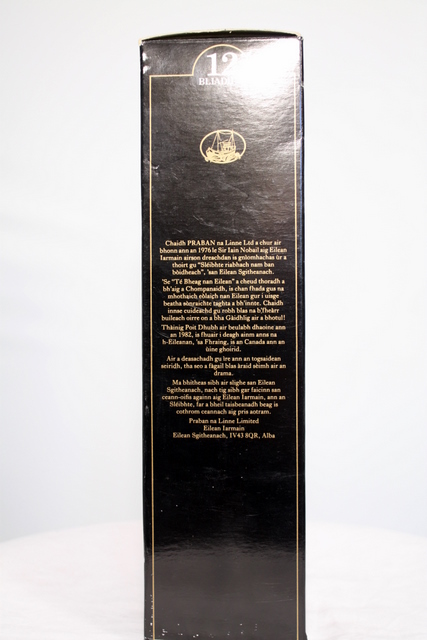 12
Chaidh PRABAN na Linne Ltd a chur air
bhonn ann an 1976 le Sir Iain Nobail aig Eilean
Iarmain airson dreachdan is gnìomhachas ùr a
thoirt gu "Slèibhte riabhach nam ban
bòidheach", 'san Eilean Sgitheanach.
'Se "Té Bheag nan Eilean" a cheud thoradh a
bh'aig a Chompanaidh, is chan fhada gus na
mhothaich eòlaich nan Eilean gur i uisge
beatha sònraichte taghta a bh'innte. Chaidh
innse cuideachd gu robh blas na b'fheàrr
buileach oirre on a bha Gàidhlig air a bhotul!
Thàinig Poit Dhubh air beulabh dhaoine ann
an 1982, is fhuair i deagh ainm anns na
h-Eileanan, 'sa Fhraing, is an Canada ann an
ùine ghoirid.
Air a deasachadh gu ìre ann an togsaidean
seiridh, tha seo a fàgail blas àraid sèimh air an
drama.
Ma bhitheas sibh air slighe san Eilean
Sgitheanach, nach tig sibh gar faicinn san
ceann-oifis againn aig Eilean Iarmain, ann an
Slèibhte, far a bheil taisbeanadh beag is
cothrom ceannach aig pris aotram.
Praban na Linne Limited
Eilean Iarmain
Eilean Sgitheanach, IV43 8QR, Alba